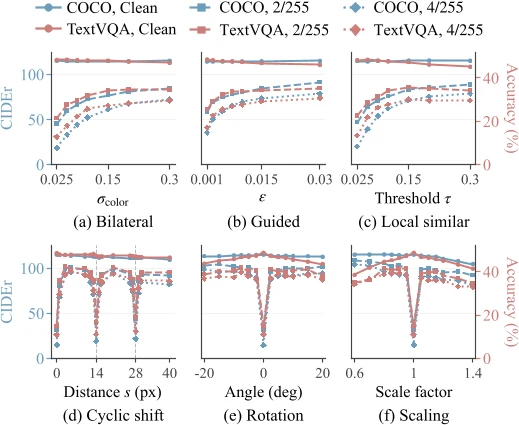 COCO, Clean COCO, 2/255 COCO, 4/255
TextVQA, Clean TextVQA, 2/255 TextVQA, 4/255
CIDEr
100
50
0
0.025 0.15 0.3
σcolor
(a) Bilateral
0.001 0.015 0.03
ε
(b) Guided
0.025 0.15 0.3
Threshold τ
(c) Local similar
40
20
0
Accuracy (%)
CIDEr
100
50
0
0 14 28 40
Distance s (px)
(d) Cyclic shift
-20 0 20
Angle (deg)
(e) Rotation
0.6 1 1.4
Scale factor
(f) Scaling
40
20
0
Accuracy (%)